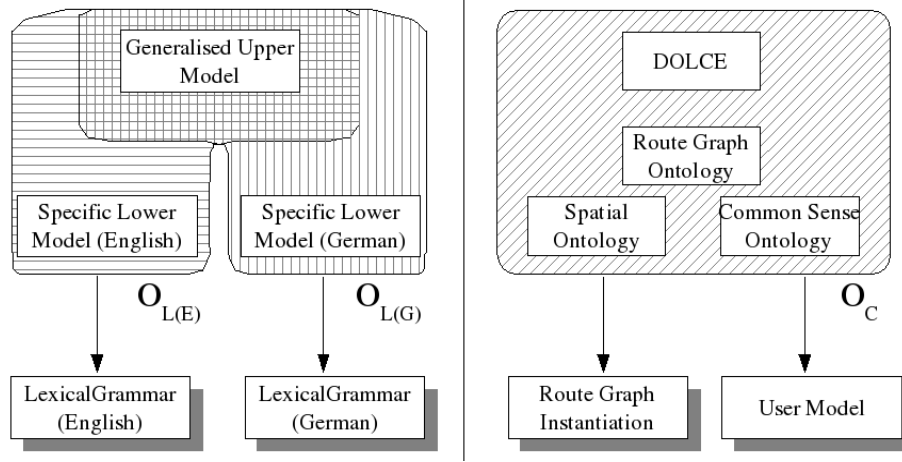 Generalised Upper
Model
DOLCE
Route Graph
Ontology
Specific Lower
Model (English)
Specific Lower
Model (German)
Spatial
Ontology
Common Sense
Ontology
O L(E)
O L(G)
O C
LexicalGrammar
(English)
LexicalGrammar
(German)
Route Graph
Instantiation
User Model